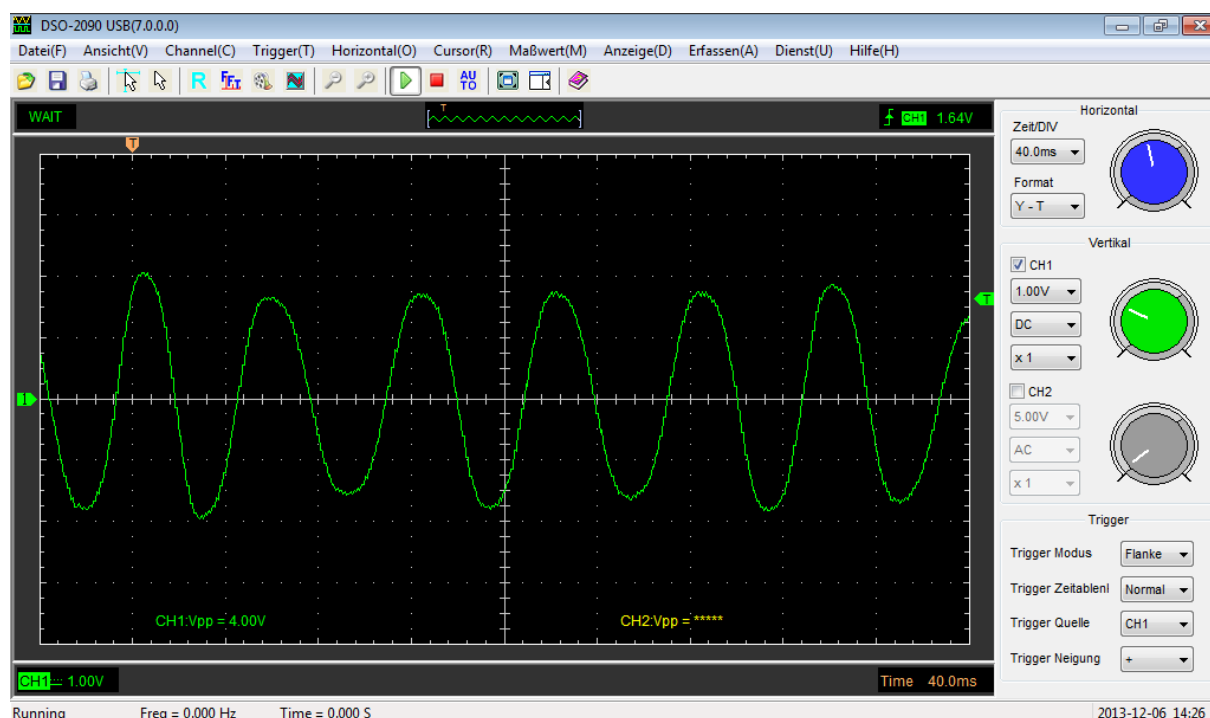 DSO-2090 USB(7.0.0.0)
Datei(F) Ansicht(V) Channel(C) Trigger(T) Horizontal(O) Cursor(R) Maßwert(M) Anzeige(D) Erfassen(A) Dienst(U) Hilfe(H)
R FFT AUTO
WAIT
T
CH1 1.64V
T
T
1
CH1:Vpp = 4.00V
CH2:Vpp = *****
CH1 1.00V
Time 40.0ms
Horizontal
Zeit/DIV
40.0ms
Format
Y - T
Vertikal
CH1
1.00V
DC
x 1
CH2
5.00V
AC
x 1
Trigger
Trigger Modus Flanke
Trigger Zeitablenl Normal
Trigger Quelle CH1
Trigger Neigung +
Running Freq = 0.000 Hz Time = 0.000 S 2013-12-06 14:26